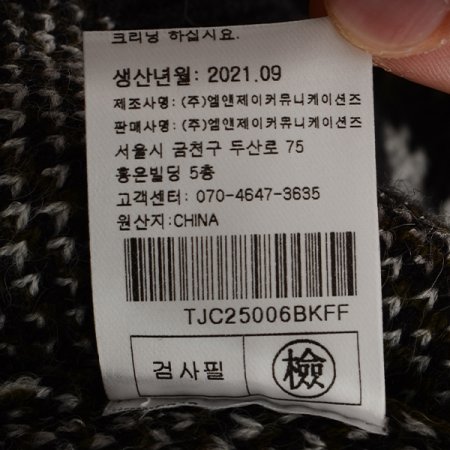 크리닝 하십시요.
생산년월: 2021.09
제조사명: (주)엘앤제이커뮤니케이션즈
판매사명: (주)엘앤제이커뮤니케이션즈
서울시 금천구 두산로 75
홍은빌딩 5층
고객센터: 070-4647-3635
원산지:CHINA
TJC25006BKFF
검사필 檢